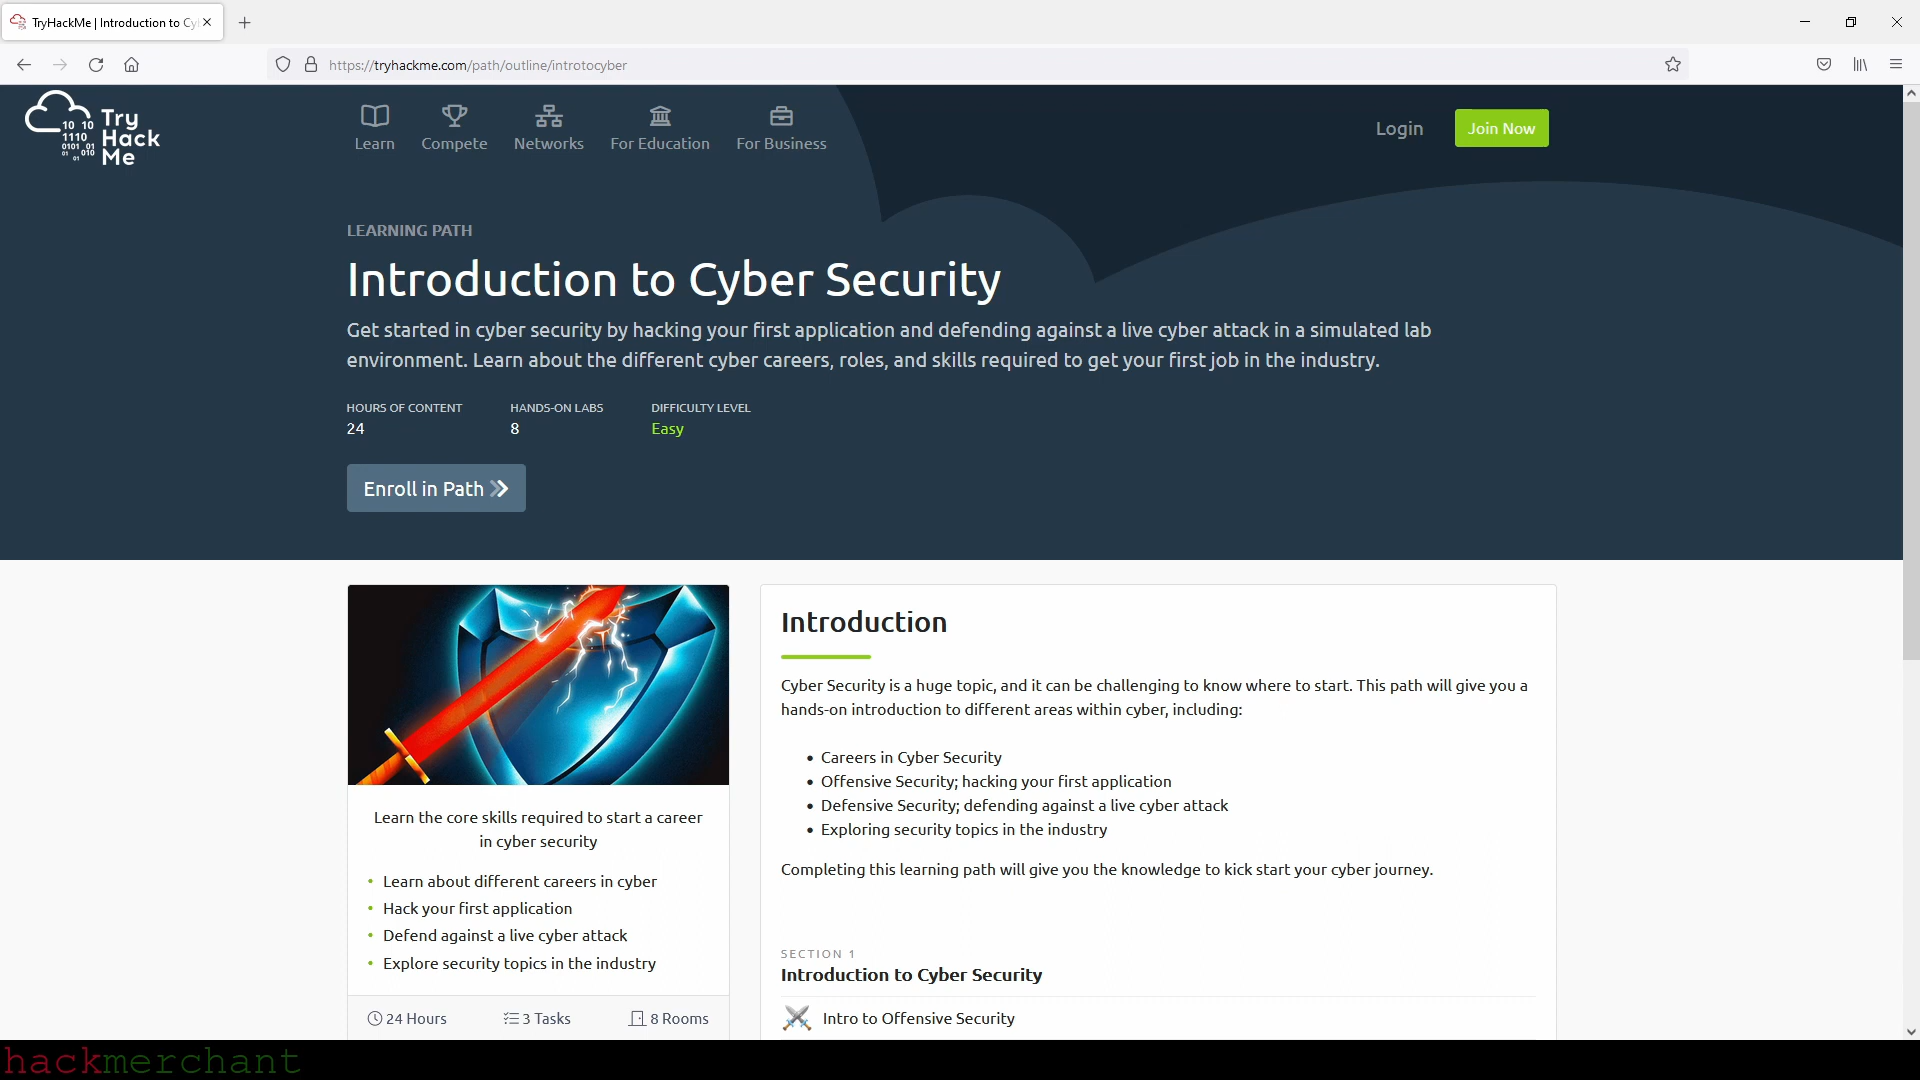 TryHackMe | Introduction to Cy
https://tryhackme.com/path/outline/introtocyber
Try
Hack
Me
10 10
1110
0101 01
01 010
01
Learn
Compete
Networks
For Education
For Business
Login
Join Now
LEARNING PATH
Introduction to Cyber Security
Get started in cyber security by hacking your first application and defending against a live cyber attack in a simulated lab
environment. Learn about the different cyber careers, roles, and skills required to get your first job in the industry.
HOURS OF CONTENT
24
HANDS-ON LABS
8
DIFFICULTY LEVEL
Easy
Enroll in Path
Learn the core skills required to start a career
in cyber security
• Learn about different careers in cyber
• Hack your first application
• Defend against a live cyber attack
• Explore security topics in the industry
24 Hours
3 Tasks
8 Rooms
Introduction
Cyber Security is a huge topic, and it can be challenging to know where to start. This path will give you a
hands-on introduction to different areas within cyber, including:
• Careers in Cyber Security
• Offensive Security; hacking your first application
• Defensive Security; defending against a live cyber attack
• Exploring security topics in the industry
Completing this learning path will give you the knowledge to kick start your cyber journey.
SECTION 1
Introduction to Cyber Security
Intro to Offensive Security
hackmerchant